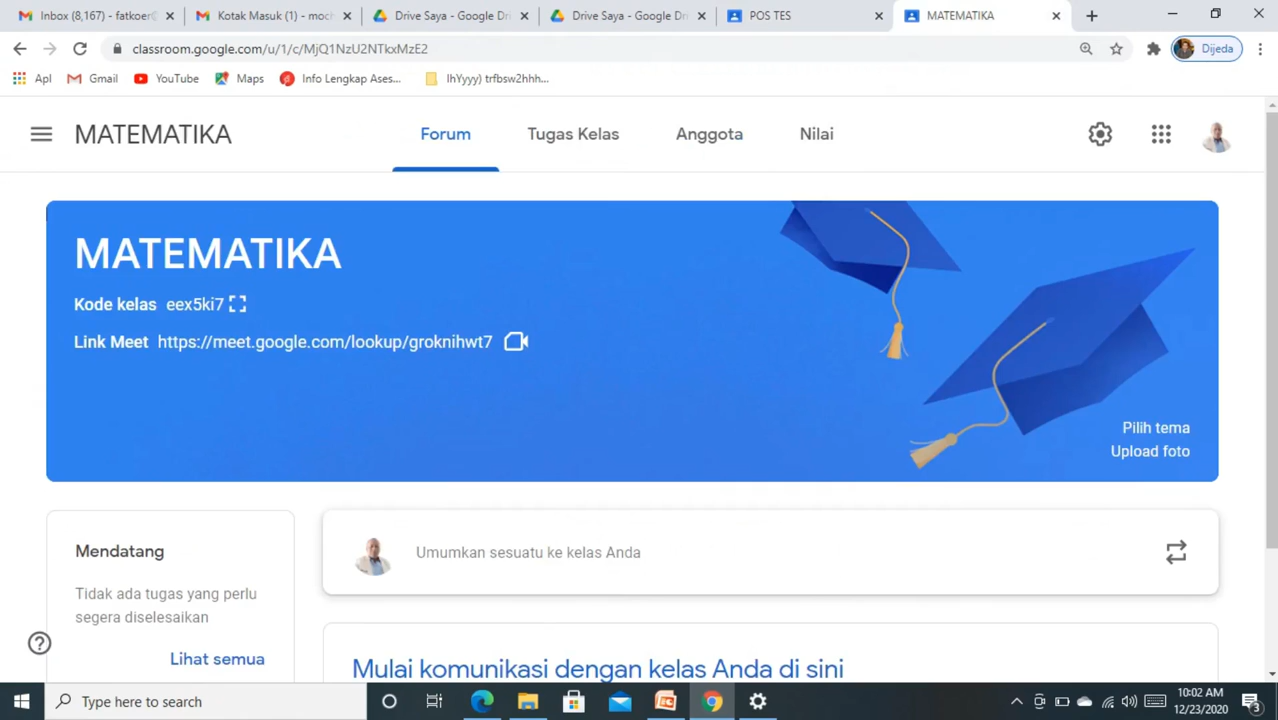 Inbox (8,167) - fatkoer@
Kotak Masuk (1) - moch
Drive Saya - Google Dri
Drive Saya - Google Dri
POS TES
MATEMATIKA
classroom.google.com/u/1/c/MjQ1NzU2NTkxMzE2
Dijeda
Apl
Gmail
YouTube
Maps
Info Lengkap Ases...
IhYyyy) trfbsw2hhh...
MATEMATIKA
Forum
Tugas Kelas
Anggota
Nilai
MATEMATIKA
Kode kelas eex5ki7
Link Meet https://meet.google.com/lookup/groknihwt7
Pilih tema
Upload foto
Mendatang
Tidak ada tugas yang perlu
segera diselesaikan
Lihat semua
Umumkan sesuatu ke kelas Anda
Mulai komunikasi dengan kelas Anda di sini
Type here to search
10:02 AM
12/23/2020
3